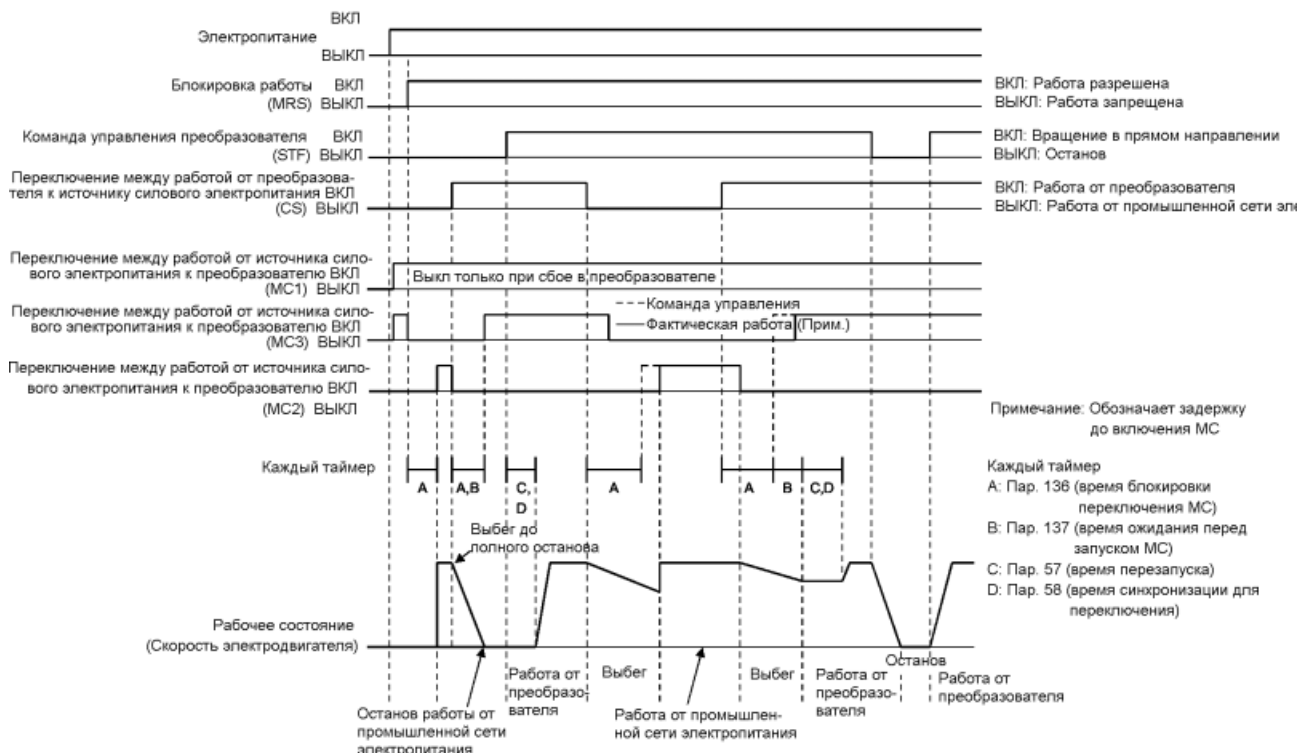 ВКЛ
Электропитание
ВЫКЛ
Блокировка работы ВКЛ
(MRS) ВЫКЛ
ВКЛ: Работа разрешена
ВЫКЛ: Работа запрещена
Команда управления преобразователя ВКЛ
(STF) ВЫКЛ
ВКЛ: Вращение в прямом направлении
ВЫКЛ: Останов
Переключение между работой от преобразова-
теля к источнику силового электропитания ВКЛ
(CS) ВЫКЛ
ВКЛ: Работа от преобразователя
ВЫКЛ: Работа от промышленной сети эле
Переключение между работой от источника сило-
вого электропитания к преобразователю ВКЛ
(MC1) ВЫКЛ
Выкл только при сбое в преобразователе
Переключение между работой от источника сило-
вого электропитания к преобразователю ВКЛ
(MC3) ВЫКЛ
Команда управления
Фактическая работа (Прим.)
Переключение между работой от источника сило-
вого электропитания к преобразователю ВКЛ
(MC2) ВЫКЛ
Примечание: Обозначает задержку
до включения МС
Каждый таймер
A
A,B
C,
D
A
A
B
C,D
Каждый таймер
A: Пар. 136 (время блокировки
переключения МС)
B: Пар. 137 (время ожидания перед
запуском МС)
C: Пар. 57 (время перезапуска)
D: Пар. 58 (время синхронизации для
переключения)
Выбег до
полного останова
Рабочее состояние
(Скорость электродвигателя)
Останов работы от
промышленной сети
электропитания
Работа от
преобразо-
вателя
Выбег
Работа от промышлен-
ной сети электропитания
Выбег
Работа от
преобразо-
вателя
Останов
Работа от
преобразователя